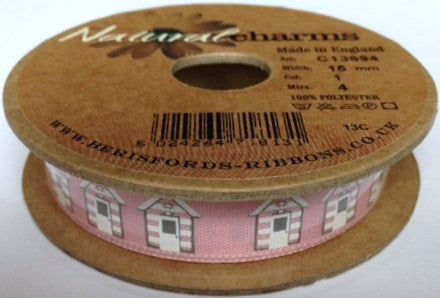 Natural charms
Made in England
Art: C13694
Width: 15 mm
Col: 1
Mtrs: 4
100% POLYESTER
13C
WWW.BERISFORDS-RIBBONS.CO.UK